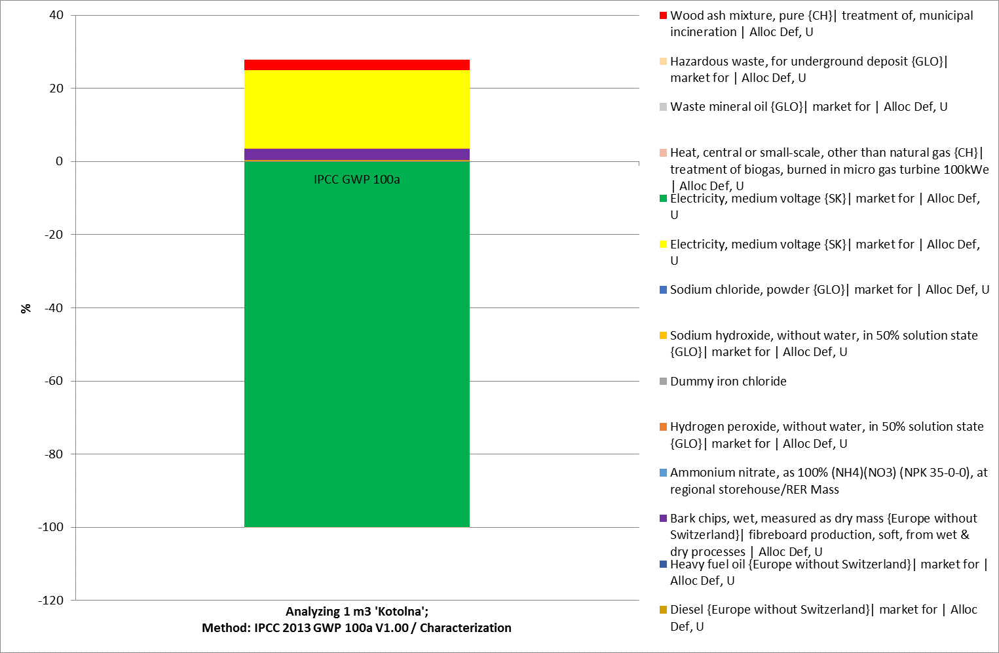 40
20
0
-20
-40
-60
-80
-100
-120
%
IPCC GWP 100a
Analyzing 1 m3 'Kotolna';
Method: IPCC 2013 GWP 100a V1.00 / Characterization
Wood ash mixture, pure {CH}| treatment of, municipal
incineration | Alloc Def, U
Hazardous waste, for underground deposit {GLO}|
market for | Alloc Def, U
Waste mineral oil {GLO}| market for | Alloc Def, U
Heat, central or small-scale, other than natural gas {CH}|
treatment of biogas, burned in micro gas turbine 100kWe
| Alloc Def, U
Electricity, medium voltage {SK}| market for | Alloc Def,
U
Electricity, medium voltage {SK}| market for | Alloc Def,
U
Sodium chloride, powder {GLO}| market for | Alloc Def, U
Sodium hydroxide, without water, in 50% solution state
{GLO}| market for | Alloc Def, U
Dummy iron chloride
Hydrogen peroxide, without water, in 50% solution state
{GLO}| market for | Alloc Def, U
Ammonium nitrate, as 100% (NH4)(NO3) (NPK 35-0-0), at
regional storehouse/RER Mass
Bark chips, wet, measured as dry mass {Europe without
Switzerland}| fibreboard production, soft, from wet &
dry processes | Alloc Def, U
Heavy fuel oil {Europe without Switzerland}| market for |
Alloc Def, U
Diesel {Europe without Switzerland}| market for | Alloc
Def, U